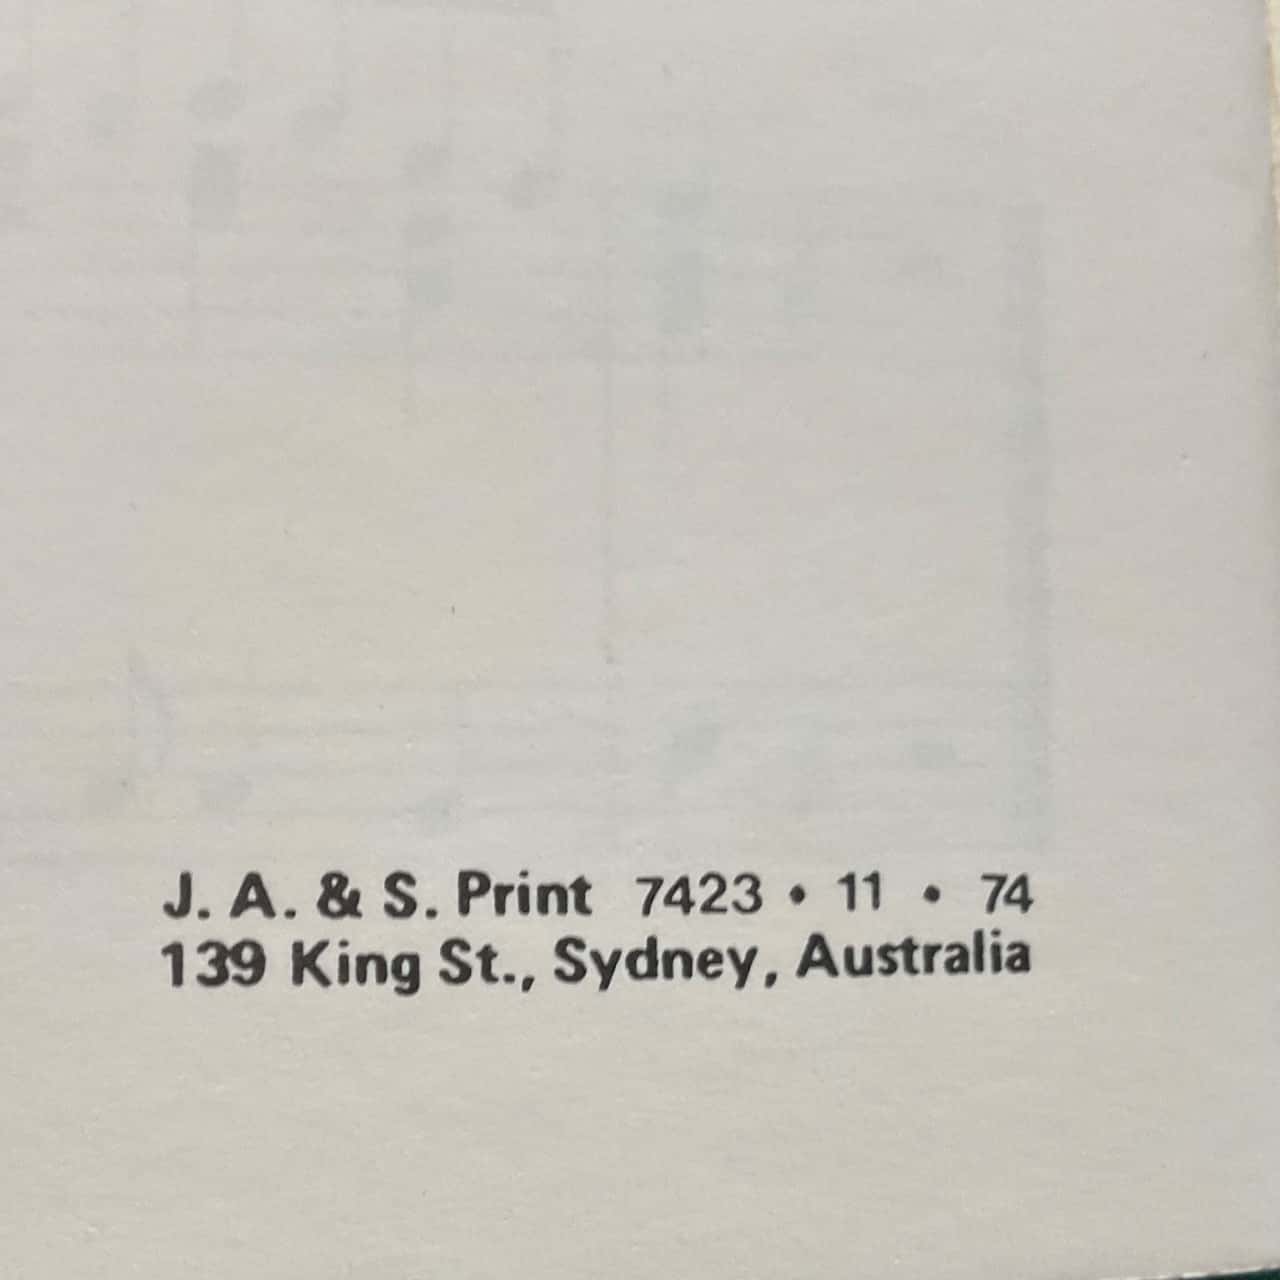 J. A. & S. Print 7423 • 11 • 74
139 King St., Sydney, Australia